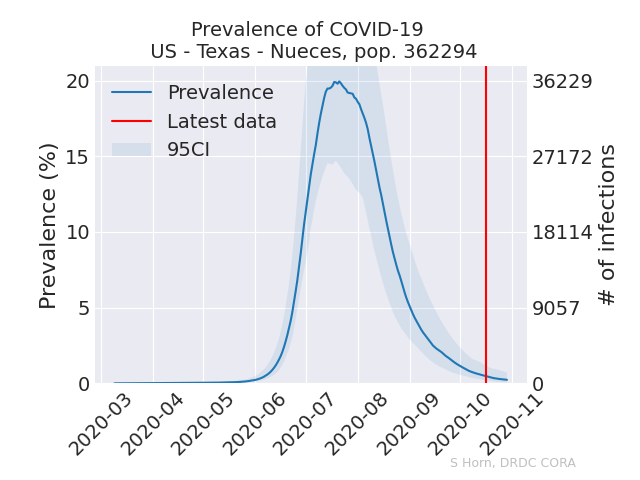 Prevalence of COVID-19
US - Texas - Nueces, pop. 362294
Prevalence
Latest data
95CI
Prevalence (%)
20
15
10
5
0
36229
27172
18114
9057
0
# of infections
2020-03
2020-04
2020-05
2020-06
2020-07
2020-08
2020-09
2020-10
2020-11
S Horn, DRDC CORA